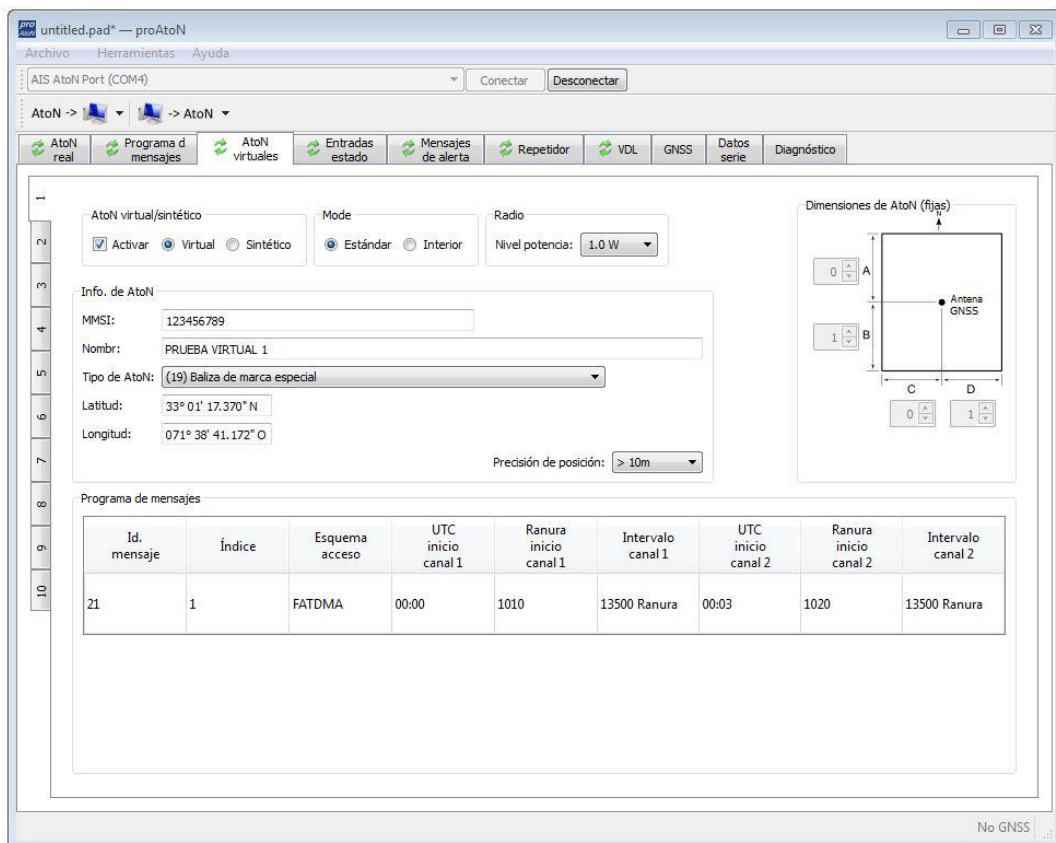 pro AtoN untitled.pad* — proAtoN
Archivo Herramientas Ayuda
AIS AtoN Port (COM4) Conectar Desconectar
AtoN -> -> AtoN
AtoN real
Programa d mensajes
AtoN virtuales
Entradas estado
Mensajes de alerta
Repetidor
VDL
GNSS
Datos serie
Diagnóstico
1
2
3
4
5
6
7
8
9
10
AtoN virtual/sintético
Activar Virtual Sintético
Mode
Estándar Interior
Radio
Nivel potencia: 1.0 W
Dimensiones de AtoN (fijas)
N
0 A
Antena
GNSS
1 B
C D
0 1
Info. de AtoN
MMSI: 123456789
Nombr: PRUEBA VIRTUAL 1
Tipo de AtoN: (19) Baliza de marca especial
Latitud: 33° 01' 17.370" N
Longitud: 071° 38' 41.172" O
Precisión de posición: > 10m
Programa de mensajes
Id. mensaje
Índice
Esquema acceso
UTC inicio canal 1
Ranura inicio canal 1
Intervalo canal 1
UTC inicio canal 2
Ranura inicio canal 2
Intervalo canal 2
21 1 FATDMA 00:00 1010 13500 Ranura 00:03 1020 13500 Ranura
No GNSS